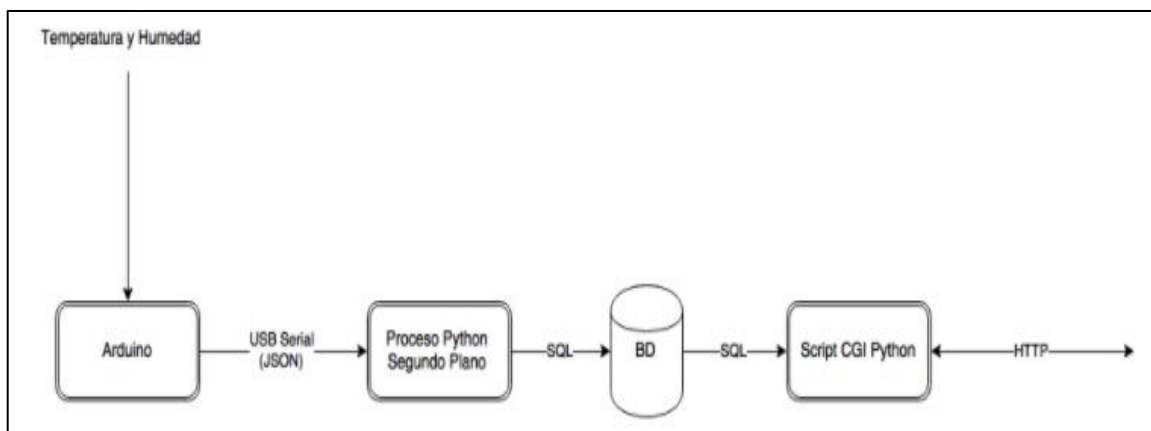 Temperatura y Humedad
Arduino
USB Serial
(JSON)
Proceso Python
Segundo Plano
SQL
BD
SQL
Script CGI Python
HTTP